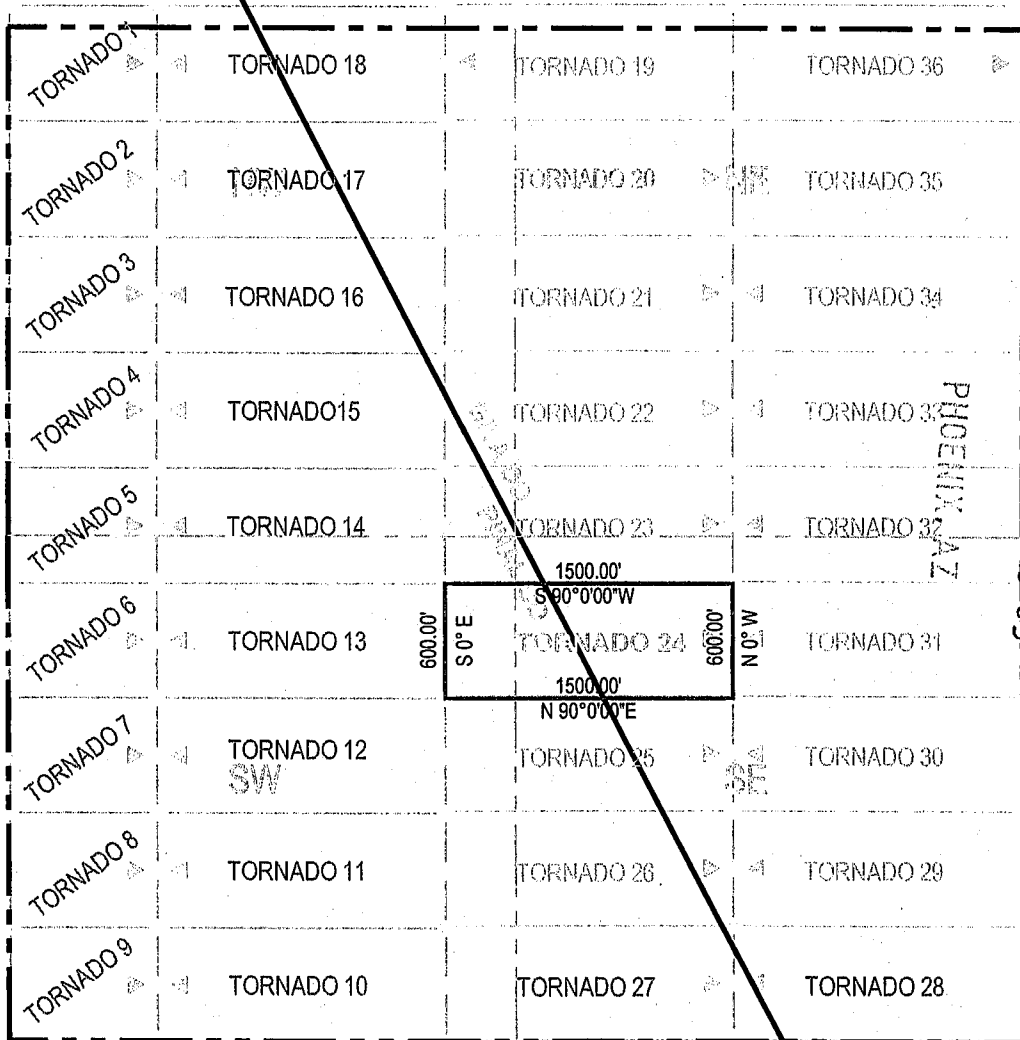 TORNADO 1 TORNADO 18 TORNADO 19 TORNADO 36
TORNADO 2 TORNADO 17 TORNADO 20 NE TORNADO 35
TORNADO 3 TORNADO 16 TORNADO 21 TORNADO 34
TORNADO 4 TORNADO15 TORNADO 22 TORNADO 33
PHOENIX AZ
TORNADO 5 TORNADO 14 TORNADO 23 TORNADO 32
1500.00'
S 90°0'00"W
TORNADO 6 TORNADO 13 600.00' S 0° E TORNADO 24 600.00' N 0° W TORNADO 31
1500.00'
N 90°0'00"E
TORNADO 7 TORNADO 12 TORNADO 25 TORNADO 30
SW SE
TORNADO 8 TORNADO 11 TORNADO 26 TORNADO 29
TORNADO 9 TORNADO 10 TORNADO 27 TORNADO 28